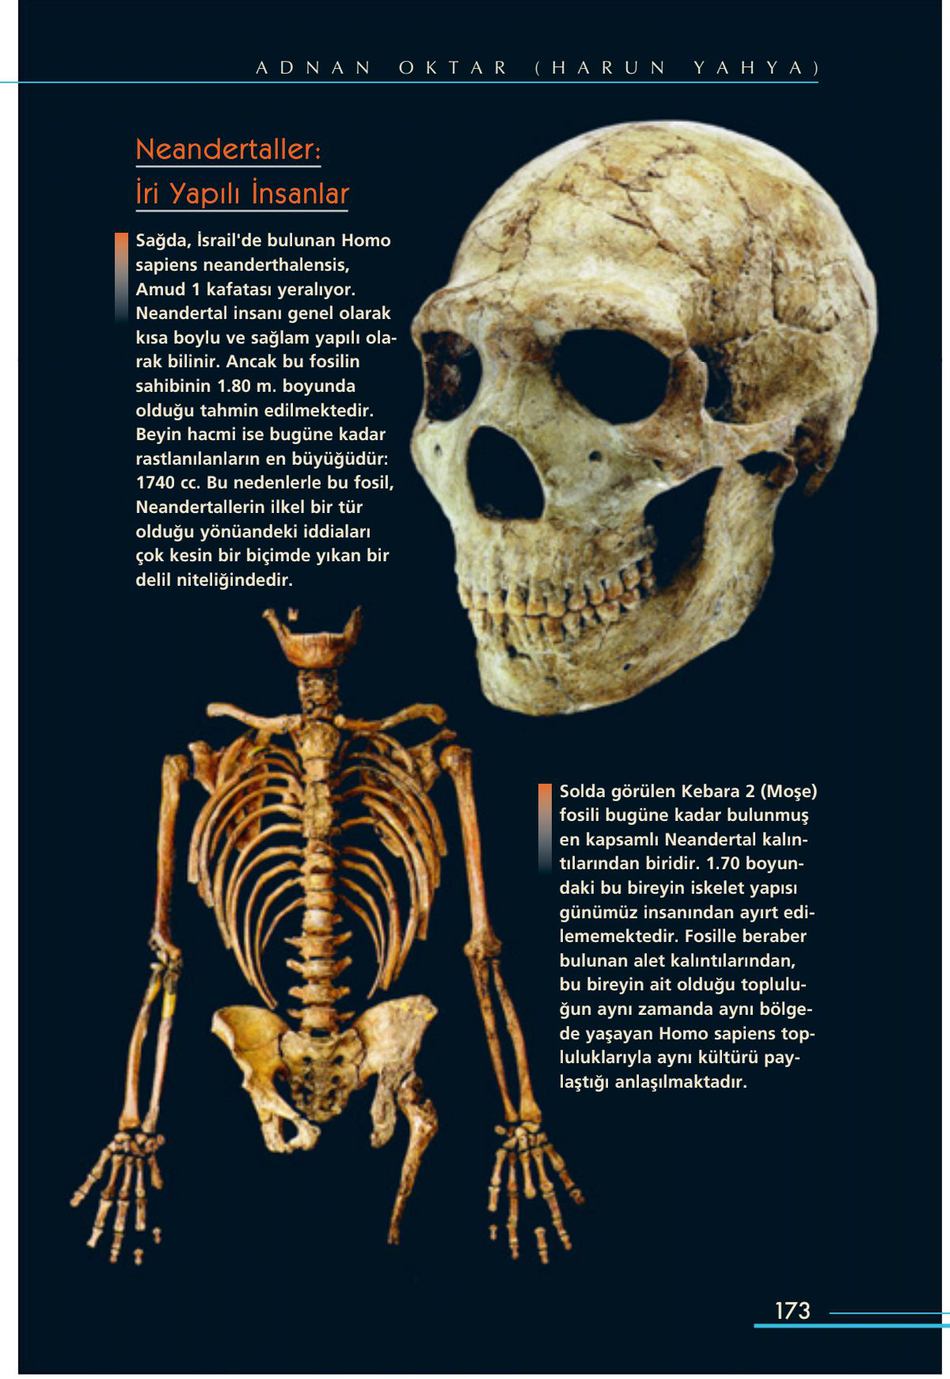 ADNAN OKTAR (HARUN YAHYA)
Neandertaller:
İri Yapılı İnsanlar
Sağda, İsrail'de bulunan Homo
sapiens neanderthalensis,
Amud 1 kafatası yeralıyor.
Neandertal insanı genel olarak
kısa boylu ve sağlam yapılı ola-
rak bilinir. Ancak bu fosilin
sahibinin 1.80 m. boyunda
olduğu tahmin edilmektedir.
Beyin hacmi ise bugüne kadar
rastlanılanların en büyüğüdür:
1740 cc. Bu nedenlerle bu fosil,
Neandertallerin ilkel bir tür
olduğu yönüandeki iddiaları
çok kesin bir biçimde yıkan bir
delil niteliğindedir.
Solda görülen Kebara 2 (Moşe)
fosili bugüne kadar bulunmuş
en kapsamlı Neandertal kalın-
tılarından biridir. 1.70 boyun-
daki bu bireyin iskelet yapısı
günümüz insanından ayırt edi-
lememektedir. Fosille beraber
bulunan alet kalıntılarından,
bu bireyin ait olduğu toplulu-
ğun aynı zamanda aynı bölge-
de yaşayan Homo sapiens top-
luluklarıyla aynı kültürü pay-
laştığı anlaşılmaktadır.
173